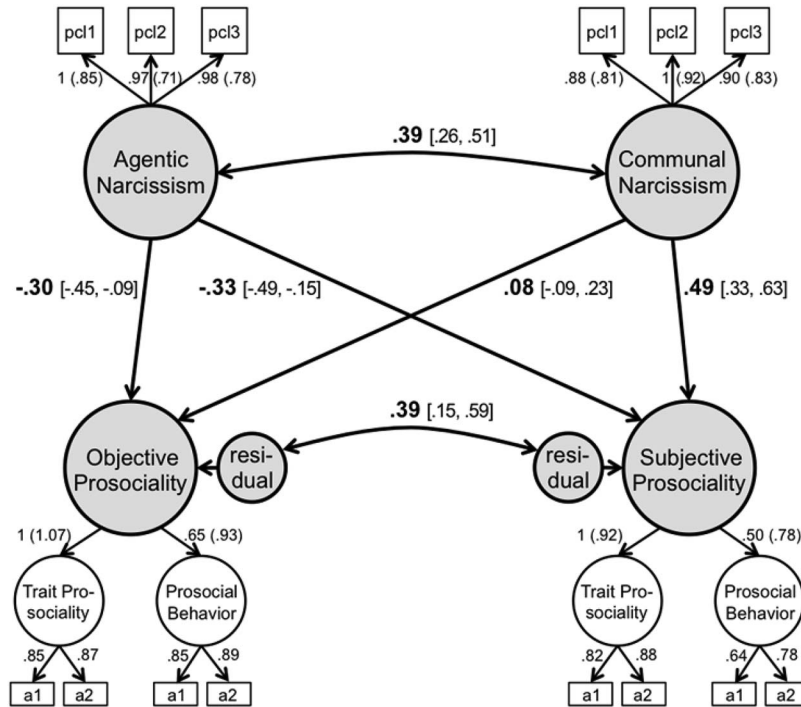 pcl1 pcl2 pcl3 pcl1 pcl2 pcl3
1 (.85) .97 (.71) .98 (.78) .88 (.81) 1 (.92) .90 (.83)
.39 [.26, .51]
Agentic
Narcissism
Communal
Narcissism
-.30 [-.45, -.09] -.33 [-.49, -.15] .08 [-.09, .23] .49 [.33, .63]
.39 [.15, .59]
Objective
Prosociality
resi-
dual
resi-
dual
Subjective
Prosociality
1 (1.07) .65 (.93) 1 (.92) .50 (.78)
Trait Pro-
sociality
Prosocial
Behavior
Trait Pro-
sociality
Prosocial
Behavior
.85 .87 .85 .89 .82 .88 .64 .78
a1 a2 a1 a2 a1 a2 a1 a2